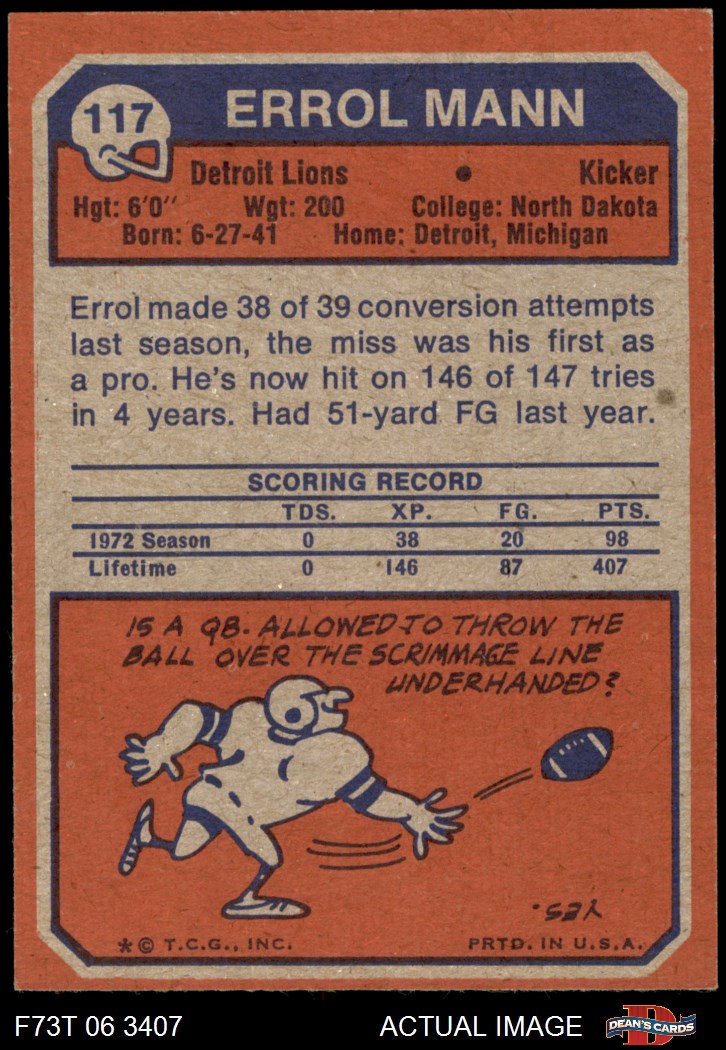 117
ERROL MANN
Detroit Lions • Kicker
Hgt: 6'0" Wgt: 200 College: North Dakota
Born: 6-27-41 Home: Detroit, Michigan
Errol made 38 of 39 conversion attempts
last season, the miss was his first as
a pro. He's now hit on 146 of 147 tries
in 4 years. Had 51-yard FG last year.
SCORING RECORD
TDS. XP. FG. PTS.
1972 Season 0 38 20 98
Lifetime 0 146 87 407
IS A QB. ALLOWED TO THROW THE
BALL OVER THE SCRIMMAGE LINE
UNDERHANDED?
YES.
* © T.C.G., INC. PRTD. IN U.S.A.
F73T 06 3407 ACTUAL IMAGE D DEAN'S CARDS